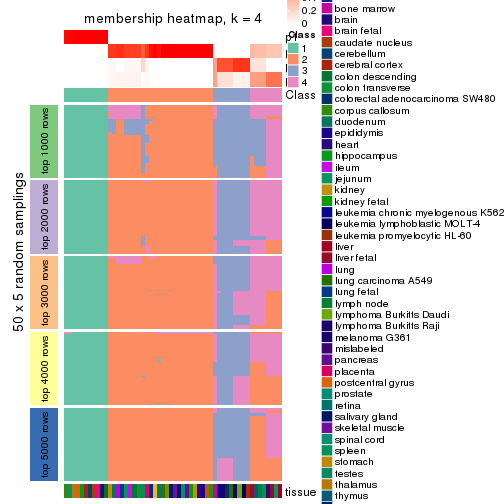 membership heatmap, k = 4
0.2
0
Class
1
2
3
4
Class
50 x 5 random samplings
top 1000 rows
top 2000 rows
top 3000 rows
top 4000 rows
top 5000 rows
tissue
bone marrow
brain
brain fetal
caudate nucleus
cerebellum
cerebral cortex
colon descending
colon transverse
colorectal adenocarcinoma SW480
corpus callosum
duodenum
epididymis
heart
hippocampus
ileum
jejunum
kidney
kidney fetal
leukemia chronic myelogenous K562
leukemia lymphoblastic MOLT-4
leukemia promyelocytic HL-60
liver
liver fetal
lung
lung carcinoma A549
lung fetal
lymph node
lymphoma Burkitts Daudi
lymphoma Burkitts Raji
melanoma G361
mislabeled
pancreas
placenta
postcentral gyrus
prostate
retina
salivary gland
skeletal muscle
spinal cord
spleen
stomach
testes
thalamus
thymus